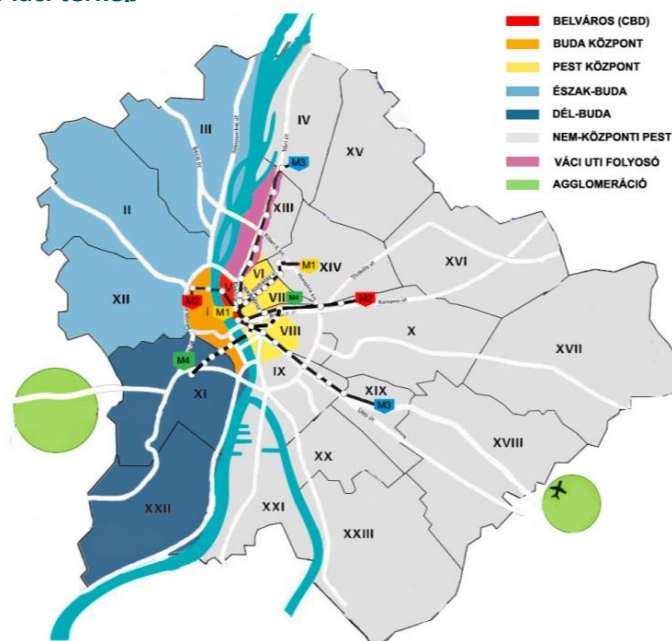 BELVÁROS (CBD)
BUDA KÖZPONT
PEST KÖZPONT
ÉSZAK-BUDA
DÉL-BUDA
NEM-KÖZPONTI PEST
VÁCI UTI FOLYOSÓ
AGGLOMERÁCIÓ
III
IV
XV
M3
II
XIII
XVI
VI
M1
XIV
XII
V
VII
M4
M2
M2
I
M1
VIII
X
XVII
M4
IX
XI
XIX
M3
Üllői út
XVIII
XX
XXII
XXI
XXIII